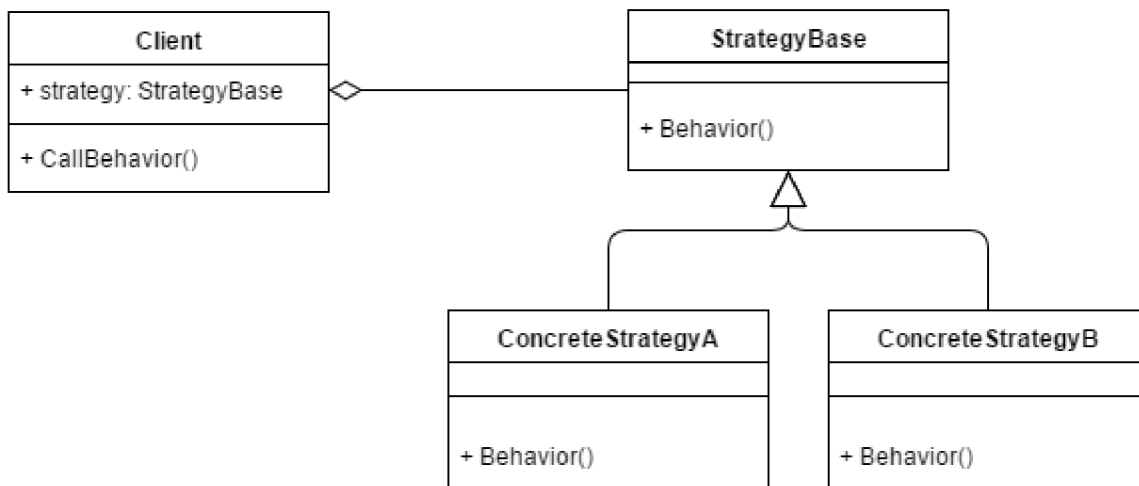 Client
+ strategy: StrategyBase
+ CallBehavior()
StrategyBase
+ Behavior()
ConcreteStrategyA
+ Behavior()
ConcreteStrategyB
+ Behavior()